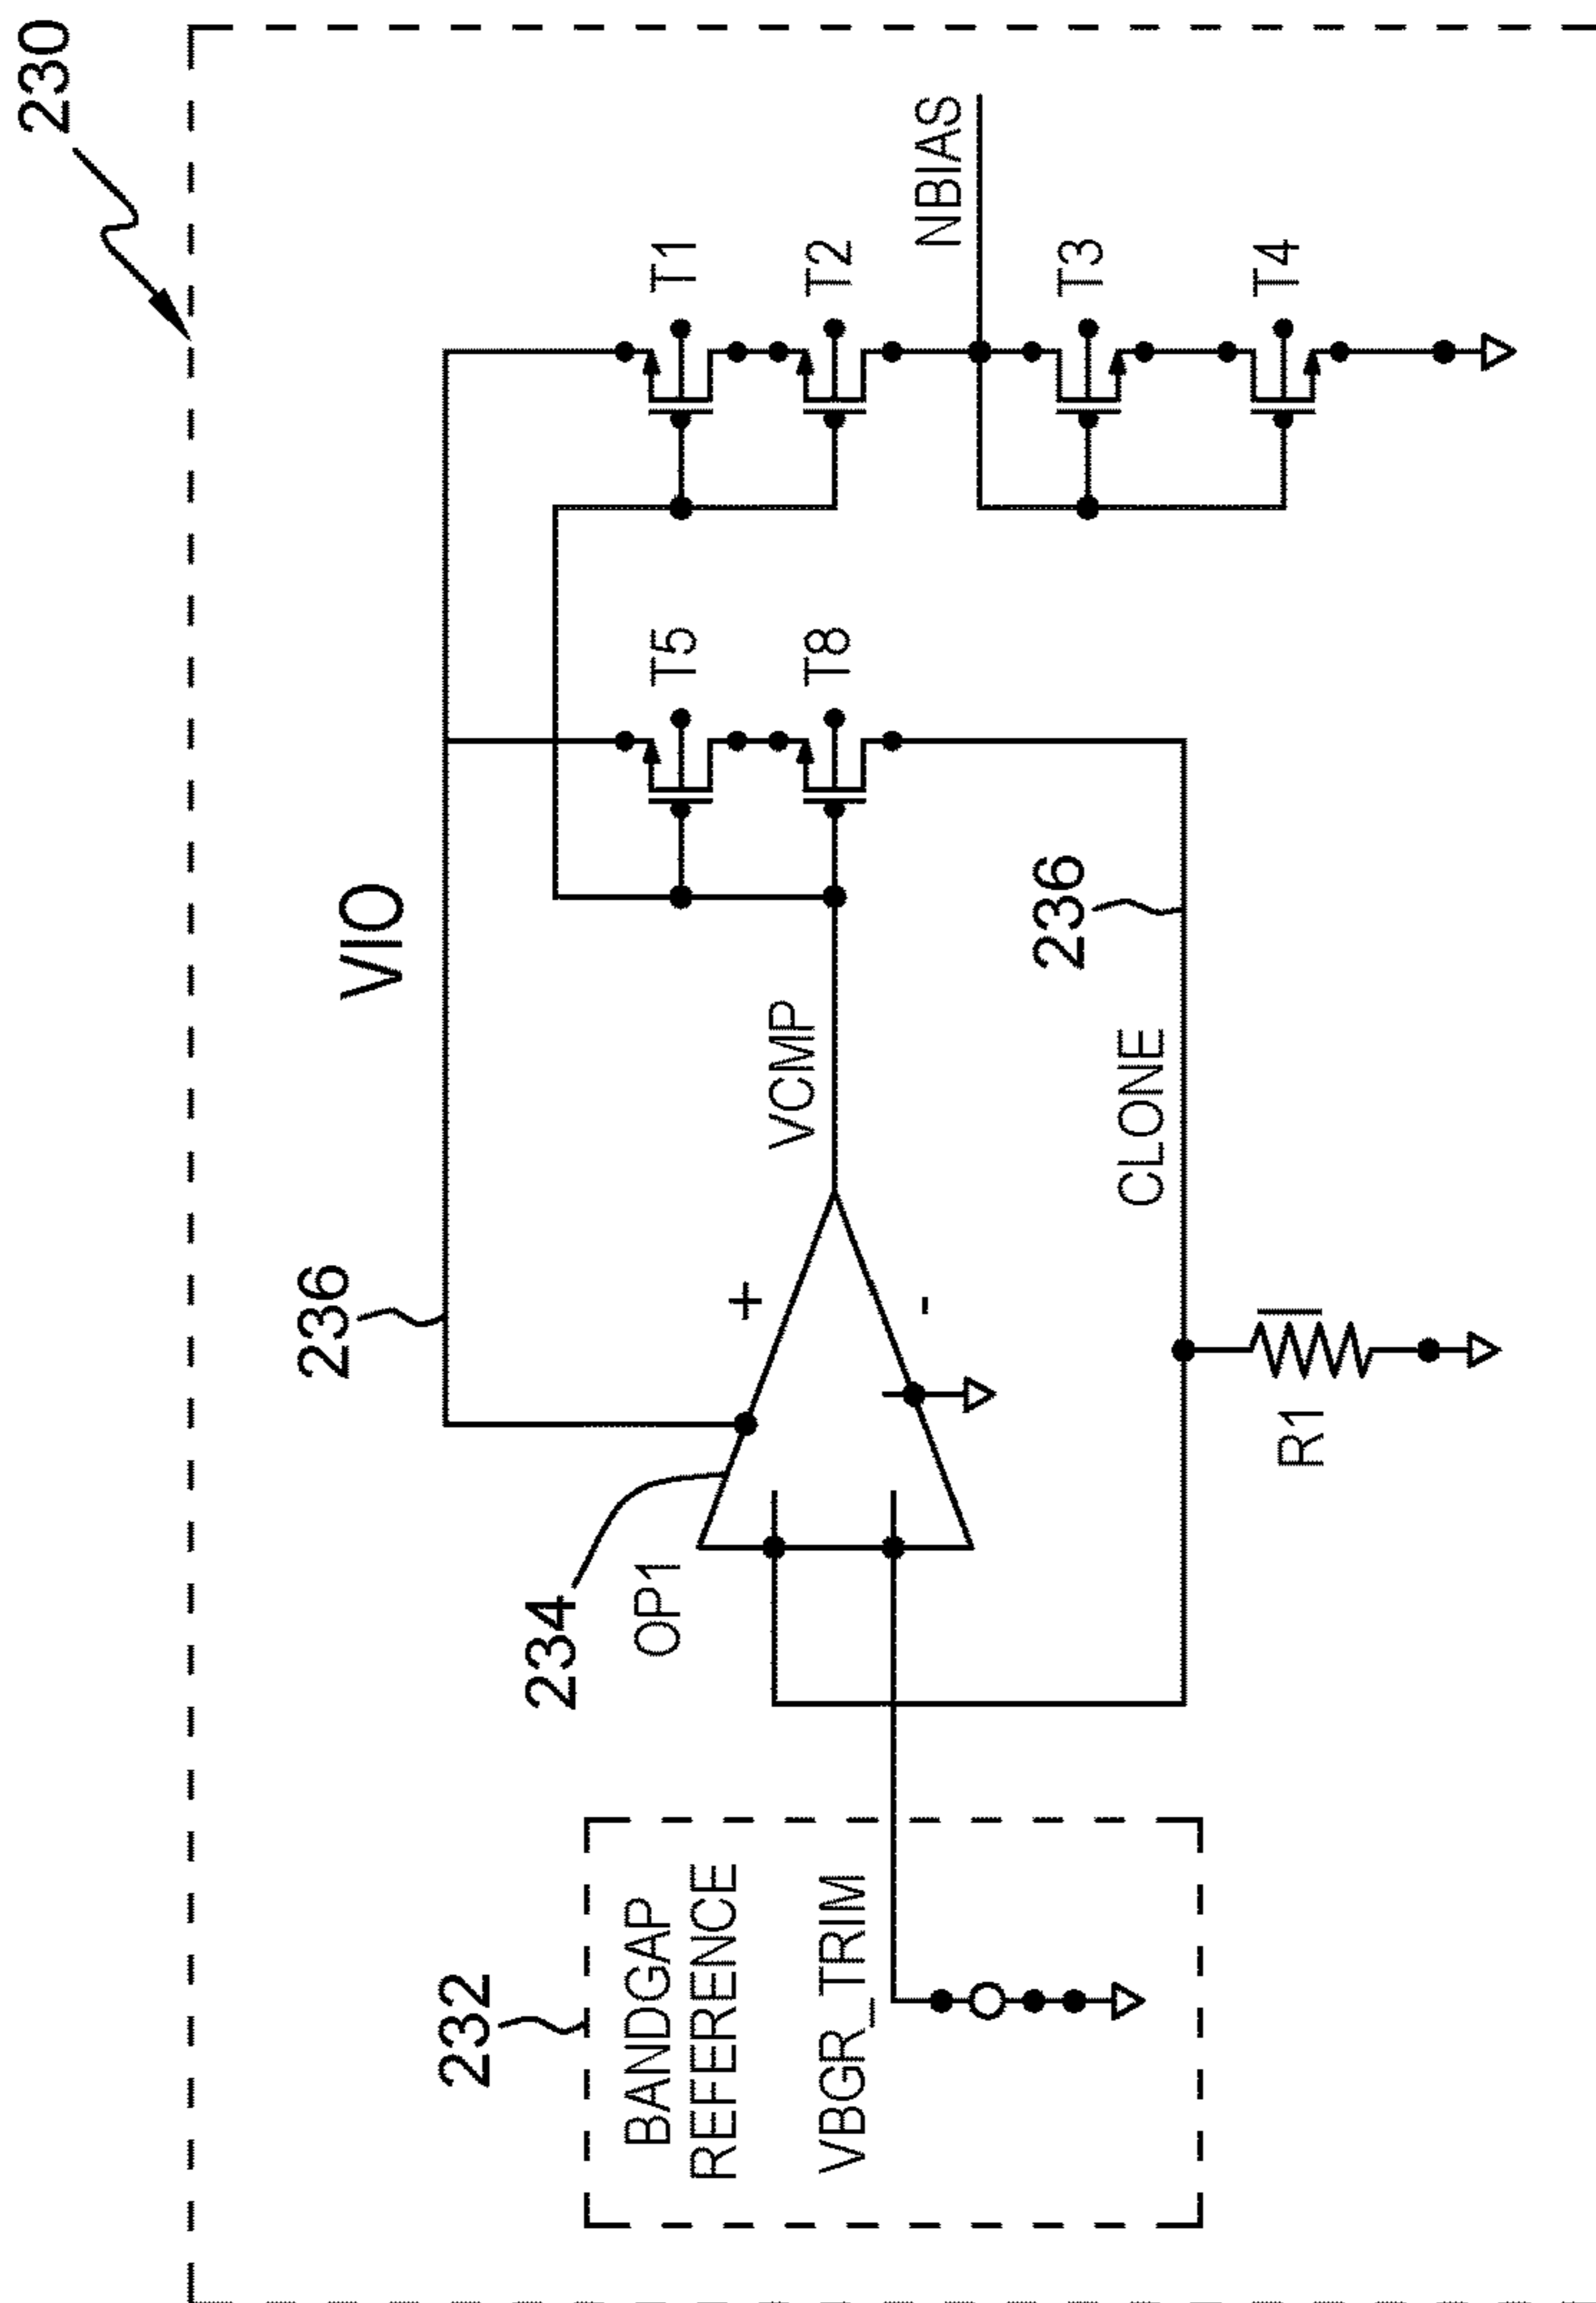 230
VIO
236
T5
T1
T8
T2
NBIAS
T3
T4
234
OP1
+
-
VCMP
236
CLONE
R1
232
BANDGAP
REFERENCE
VBGR_TRIM